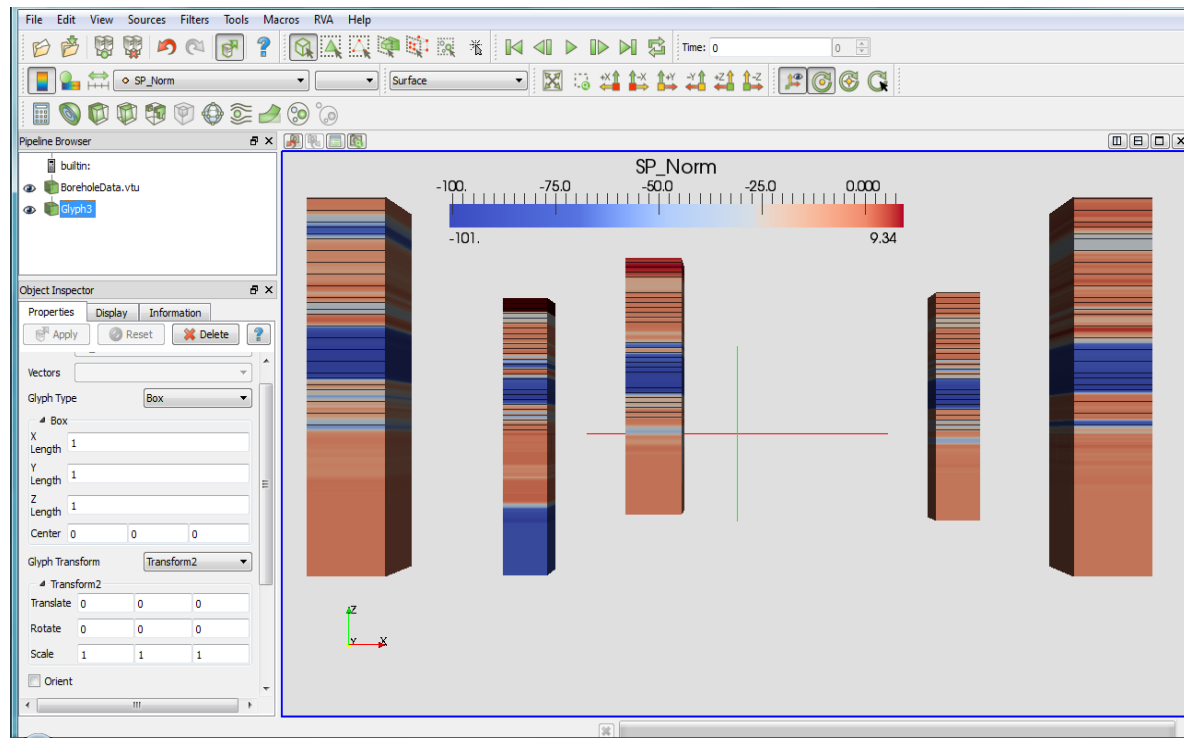 File Edit View Sources Filters Tools Macros RVA Help
Time: 0 0
SP_Norm Surface
+X -X +Y -Y +Z -Z
Pipeline Browser
builtin:
BoreholeData.vtu
Glyph3
Object Inspector
Properties Display Information
Apply Reset Delete ?
Vectors
Glyph Type Box
Box
X
Length 1
Y
Length 1
Z
Length 1
Center 0 0 0
Glyph Transform Transform2
Transform2
Translate 0 0 0
Rotate 0 0 0
Scale 1 1 1
Orient
SP_Norm
-100. -75.0 -50.0 -25.0 0.000
-101. 9.34
Z
Y X